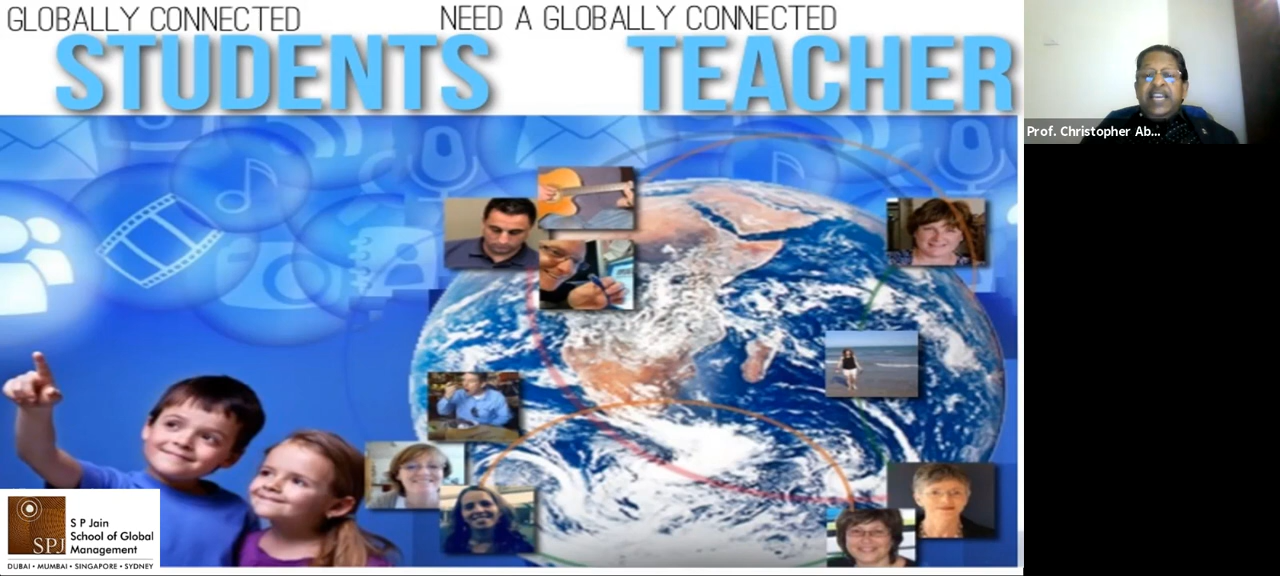 GLOBALLY CONNECTED
STUDENTS
NEED A GLOBALLY CONNECTED
TEACHER
Prof. Christopher Ab...
SPJ
S P Jain
School of Global
Management
DUBAI • MUMBAI • SINGAPORE • SYDNEY